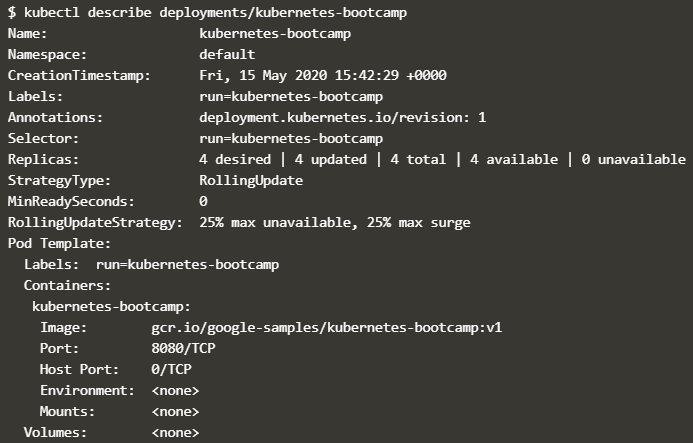 $ kubectl describe deployments/kubernetes-bootcamp
Name:                   kubernetes-bootcamp
Namespace:              default
CreationTimestamp:      Fri, 15 May 2020 15:42:29 +0000
Labels:                 run=kubernetes-bootcamp
Annotations:            deployment.kubernetes.io/revision: 1
Selector:               run=kubernetes-bootcamp
Replicas:               4 desired | 4 updated | 4 total | 4 available | 0 unavailable
StrategyType:           RollingUpdate
MinReadySeconds:        0
RollingUpdateStrategy:  25% max unavailable, 25% max surge
Pod Template:
  Labels:  run=kubernetes-bootcamp
  Containers:
   kubernetes-bootcamp:
    Image:        gcr.io/google-samples/kubernetes-bootcamp:v1
    Port:         8080/TCP
    Host Port:    0/TCP
    Environment:  <none>
    Mounts:       <none>
  Volumes:        <none>